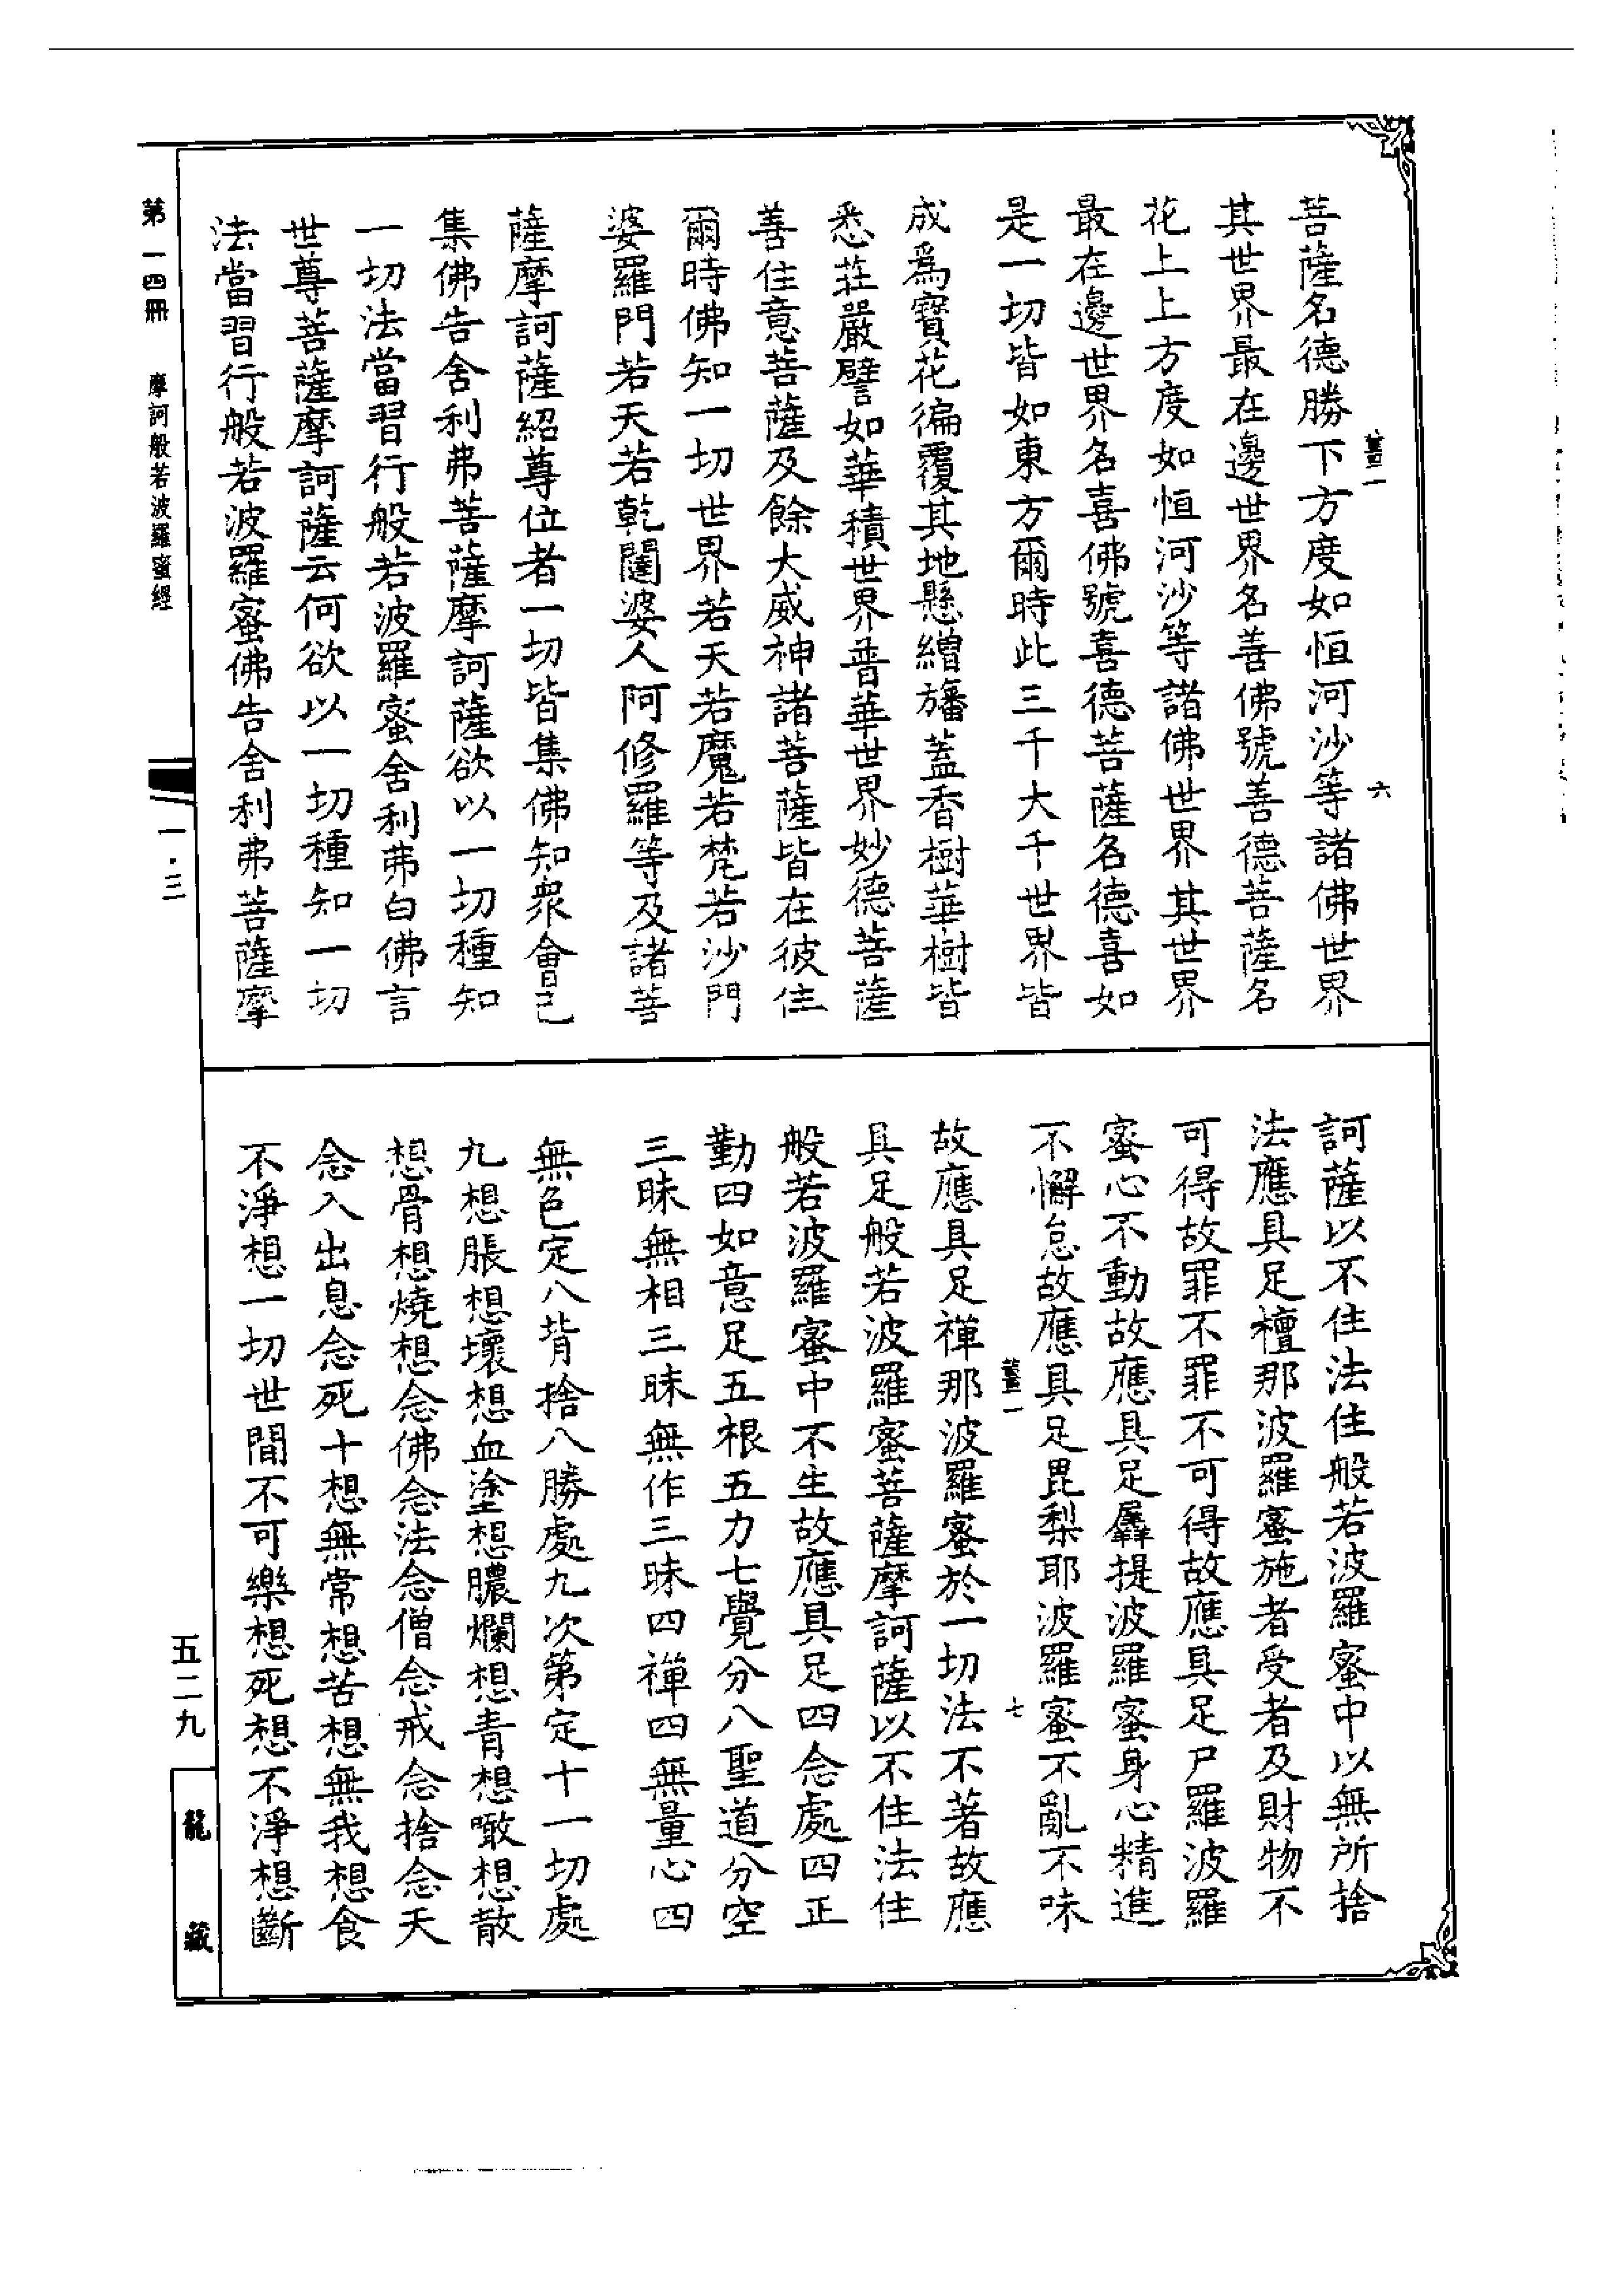 菩薩名德勝下方度如恒河沙等諸佛世界
其世界最在邊世界名善佛號善德菩薩名
花上上方度如恒河沙等諸佛世界其世界
最在邊世界名喜佛號喜德菩薩名德喜如
是一切皆如東方爾時此三千大千世界皆
成爲寶花徧覆其地懸繒旛蓋香樹華樹皆
悉莊嚴譬如華積世界普華世界妙德菩薩
善住意菩薩及餘大威神諸菩薩皆在彼住
爾時佛知一切世界若天若魔若梵若沙門
婆羅門若天若乾闥婆人阿修羅等及諸菩
薩摩訶薩紹尊位者一切皆集佛知衆會已
集佛告舍利弗菩薩摩訶薩欲以一切種知
一切法當習行般若波羅蜜舍利弗白佛言
世尊菩薩摩訶薩云何欲以一切種知一切
法當習行般若波羅蜜佛告舍利弗菩薩摩
六
訶薩以不住法住般若波羅蜜中以無所捨
法應具足檀那波羅蜜施者受者及財物不
可得故罪不罪不可得故應具足尸羅波羅
蜜心不動故應具足羼提波羅蜜身心精進
不懈怠故應具足毘梨耶波羅蜜不亂不味
七
故應具足禪那波羅蜜於一切法不著故應
具足般若波羅蜜菩薩摩訶薩以不住法住
般若波羅蜜中不生故應具足四念處四正
勤四如意足五根五力七覺分八聖道分空
三昧無相三昧無作三昧四禪四無量心四
無色定八背捨八勝處九次第定十一切處
九想脹想壞想血塗想膿爛想青想噉想散
想骨想燒想念佛念法念僧念戒念捨念天
念入出息念死十想無常想苦想無我想食
不淨想一切世間不可樂想死想不淨想斷
第一四冊　摩訶般若波羅蜜經
一·三
五二九
龍藏